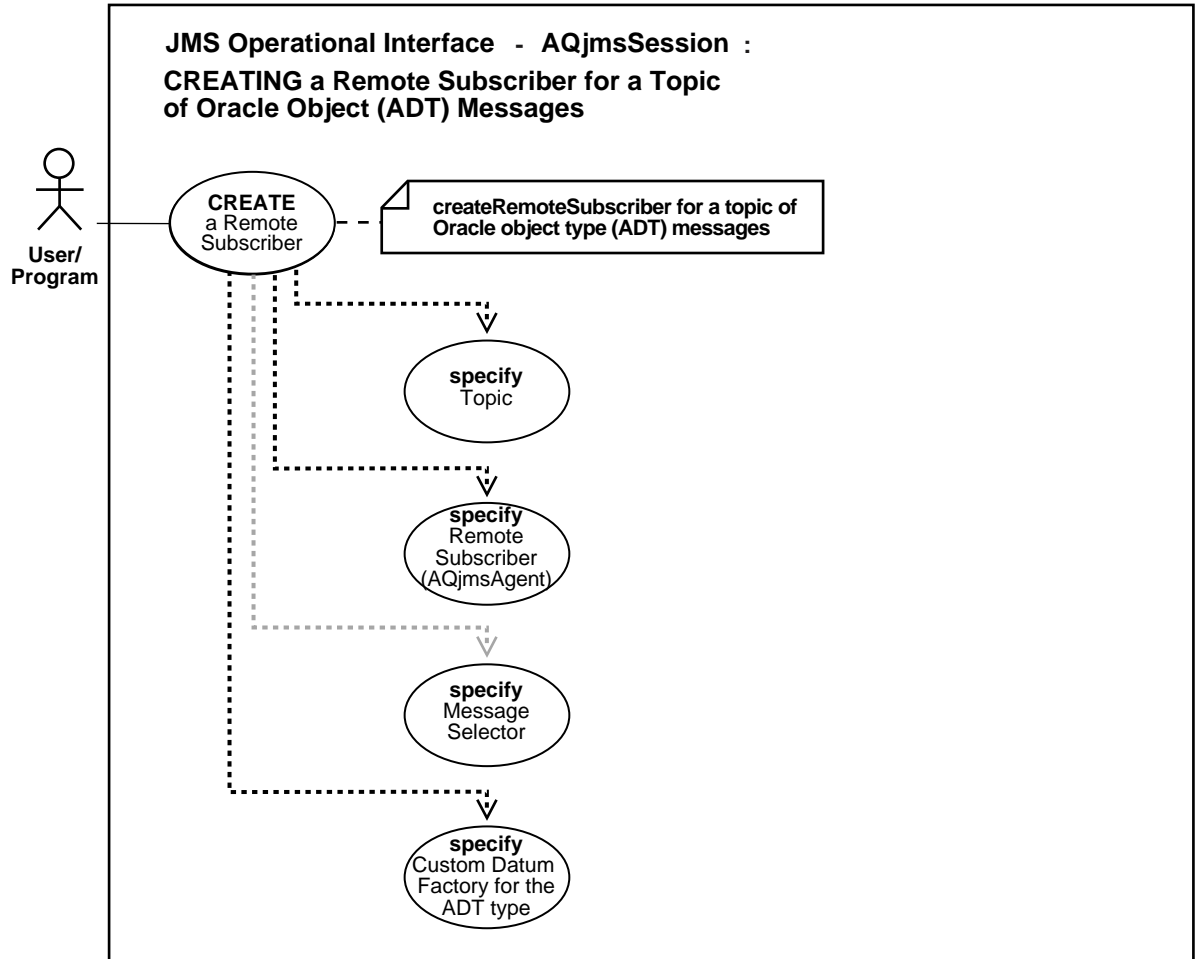 JMS Operational Interface - AQjmsSession :
CREATING a Remote Subscriber for a Topic
of Oracle Object (ADT) Messages
User/
Program
CREATE
a Remote
Subscriber
createRemoteSubscriber for a topic of
Oracle object type (ADT) messages
specify
Topic
specify
Remote
Subscriber
(AQjmsAgent)
specify
Message
Selector
specify
Custom Datum
Factory for the
ADT type